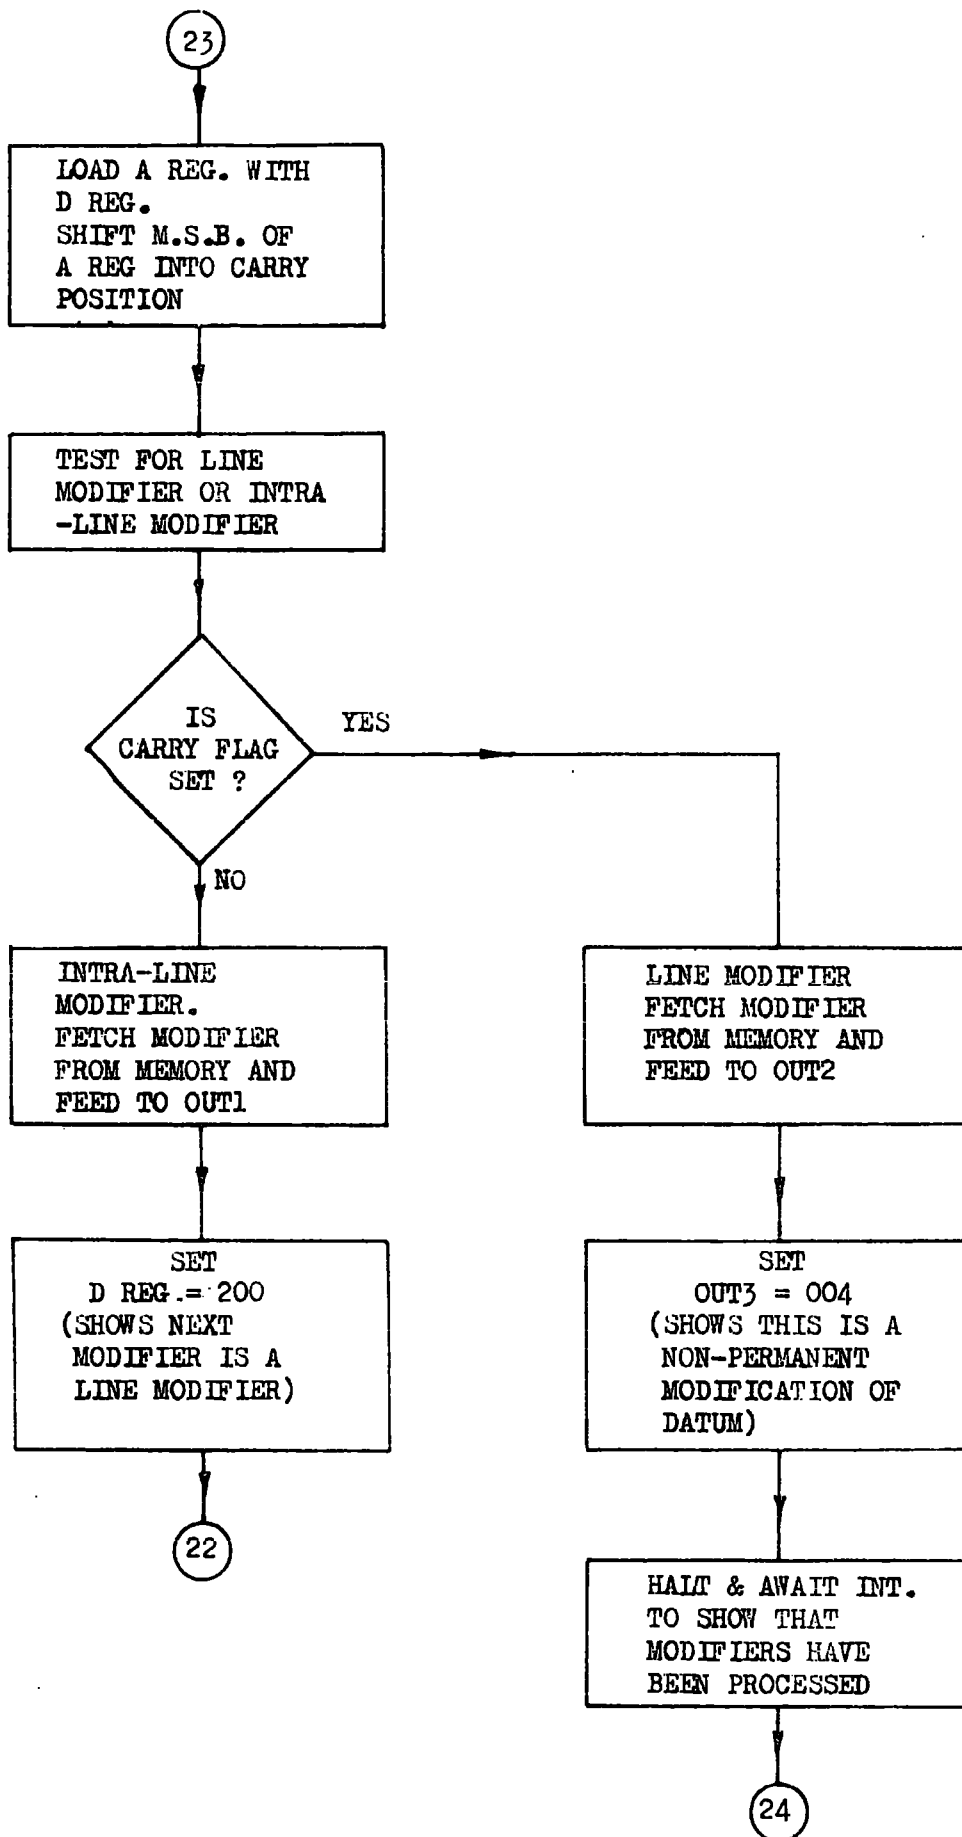 23
LOAD A REG. WITH
D REG.
SHIFT M.S.B. OF
A REG INTO CARRY
POSITION
TEST FOR LINE
MODIFIER OR INTRA
-LINE MODIFIER
IS
CARRY FLAG
SET ?
YES
NO
INTRA-LINE
MODIFIER.
FETCH MODIFIER
FROM MEMORY AND
FEED TO OUT1
LINE MODIFIER
FETCH MODIFIER
FROM MEMORY AND
FEED TO OUT2
SET
D REG.= 200
(SHOWS NEXT
MODIFIER IS A
LINE MODIFIER)
SET
OUT3 = 004
(SHOWS THIS IS A
NON-PERMANENT
MODIFICATION OF
DATUM)
22
HALT & AWAIT INT.
TO SHOW THAT
MODIFIERS HAVE
BEEN PROCESSED
24